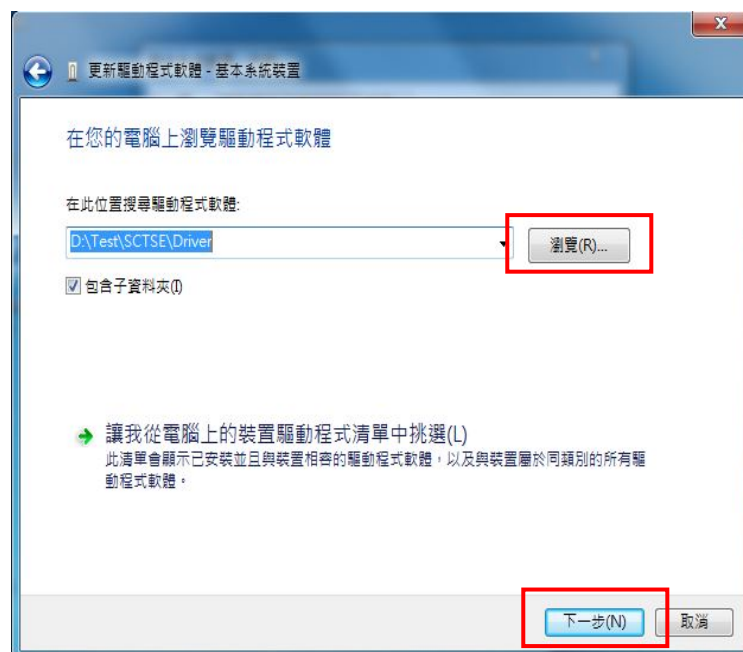 更新驅動程式軟體 - 基本系統裝置
在您的電腦上瀏覽驅動程式軟體
在此位置搜尋驅動程式軟體:
D:\Test\SCTSE\Driver
瀏覽(R)...
包含子資料夾(I)
讓我從電腦上的裝置驅動程式清單中挑選(L)
此清單會顯示已安裝並且與裝置相容的驅動程式軟體，以及與裝置屬於同類別的所有驅
動程式軟體。
下一步(N)
取消